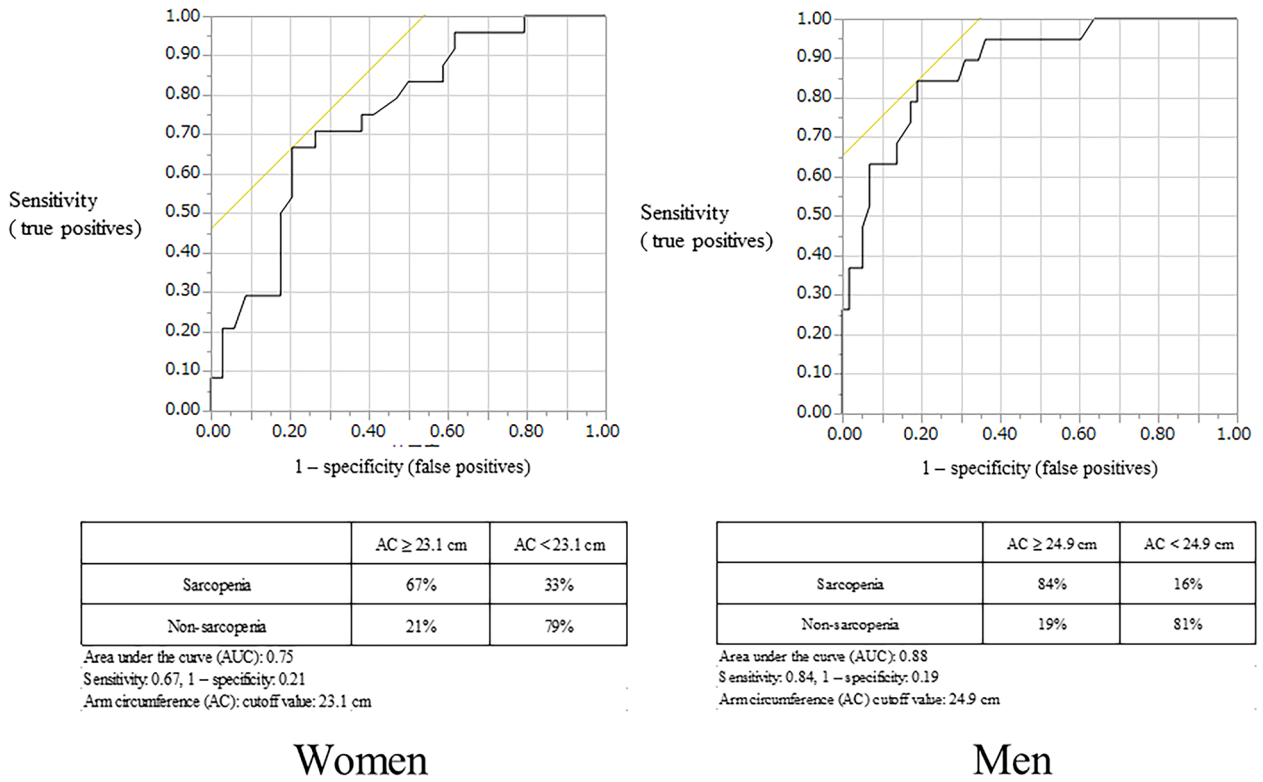 1.00
0.90
0.80
0.70
0.60
0.50
0.40
0.30
0.20
0.10
0.00
Sensitivity
( true positives)
0.00 0.20 0.40 0.60 0.80 1.00
1 – specificity (false positives)
AC ≥ 23.1 cm AC < 23.1 cm
Sarcopenia 67% 33%
Non-sarcopenia 21% 79%
Area under the curve (AUC): 0.75
Sensitivity: 0.67, 1 – specificity: 0.21
Arm circumference (AC): cutoff value: 23.1 cm
Women
1.00
0.90
0.80
0.70
0.60
0.50
0.40
0.30
0.20
0.10
0.00
Sensitivity
( true positives)
0.00 0.20 0.40 0.60 0.80 1.00
1 – specificity (false positives)
AC ≥ 24.9 cm AC < 24.9 cm
Sarcopenia 84% 16%
Non-sarcopenia 19% 81%
Area under the curve (AUC): 0.88
Sensitivity: 0.84, 1 – specificity: 0.19
Arm circumference (AC) cutoff value: 24.9 cm
Men